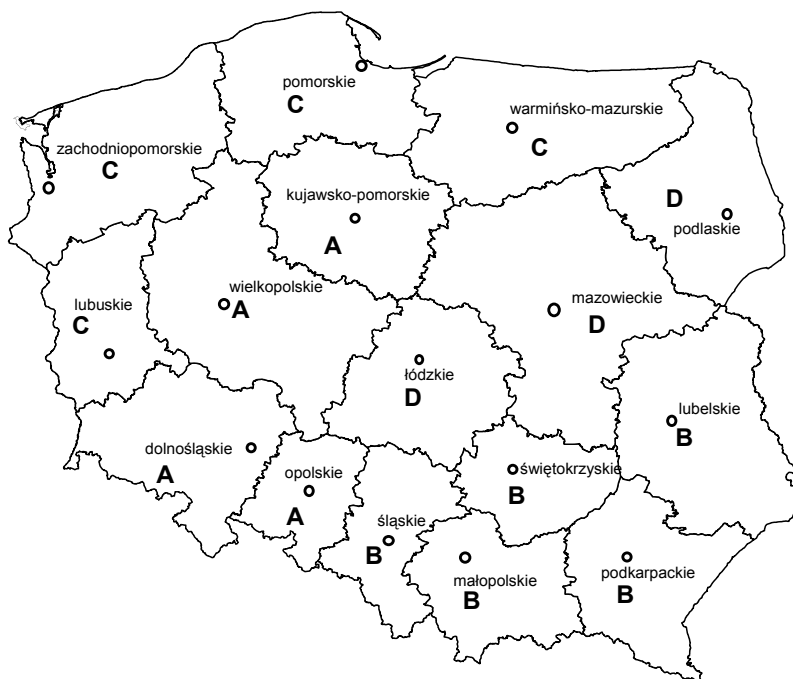 pomorskie
C
warmińsko-mazurskie
C
zachodniopomorskie
C
kujawsko-pomorskie
A
D
podlaskie
wielkopolskie
A
mazowieckie
D
lubuskie
C
łódzkie
D
lubelskie
B
dolnośląskie
A
opolskie
A
świętokrzyskie
B
śląskie
B
małopolskie
B
podkarpackie
B